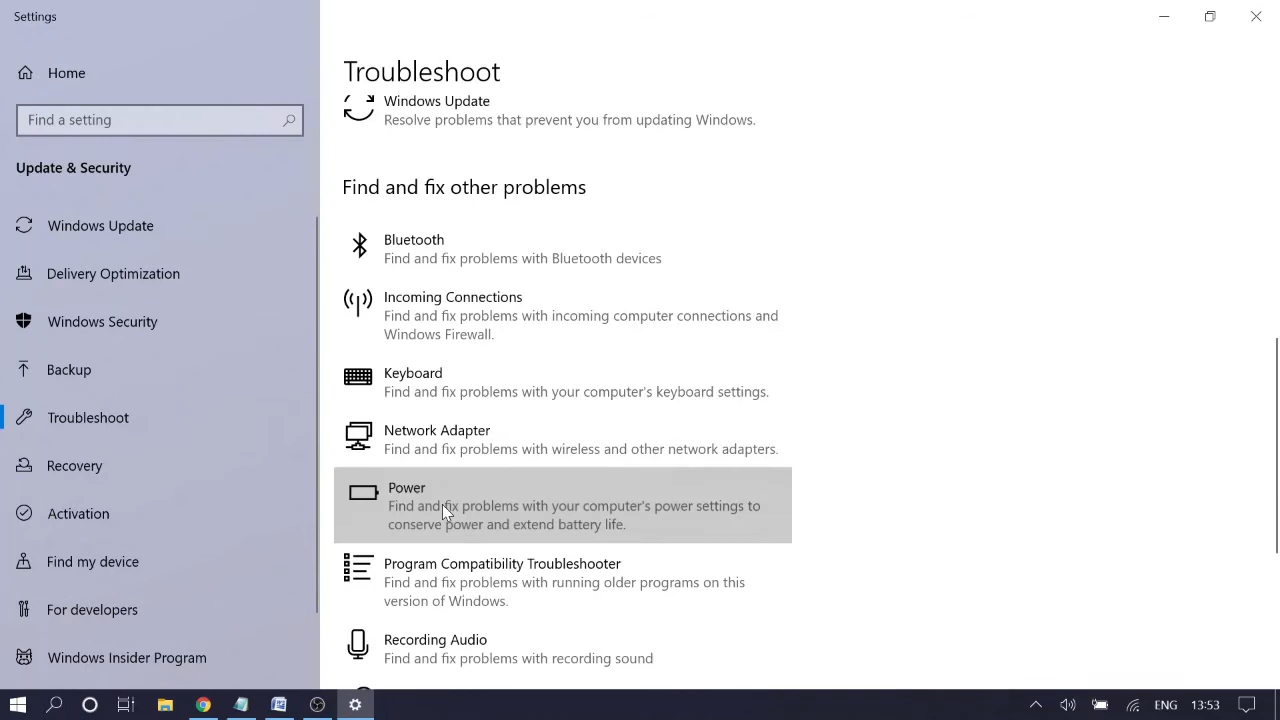 Settings
Home
Find a setting
Update & Security
Windows Update
Delivery Optimization
Windows Security
Backup
Troubleshoot
Recovery
Activation
Find my device
For developers
Windows Insider Program
Troubleshoot
Windows Update
Resolve problems that prevent you from updating Windows.
Find and fix other problems
Bluetooth
Find and fix problems with Bluetooth devices
Incoming Connections
Find and fix problems with incoming computer connections and
Windows Firewall.
Keyboard
Find and fix problems with your computer's keyboard settings.
Network Adapter
Find and fix problems with wireless and other network adapters.
Power
Find and fix problems with your computer's power settings to
conserve power and extend battery life.
Program Compatibility Troubleshooter
Find and fix problems with running older programs on this
version of Windows.
Recording Audio
Find and fix problems with recording sound
ENG
13:53